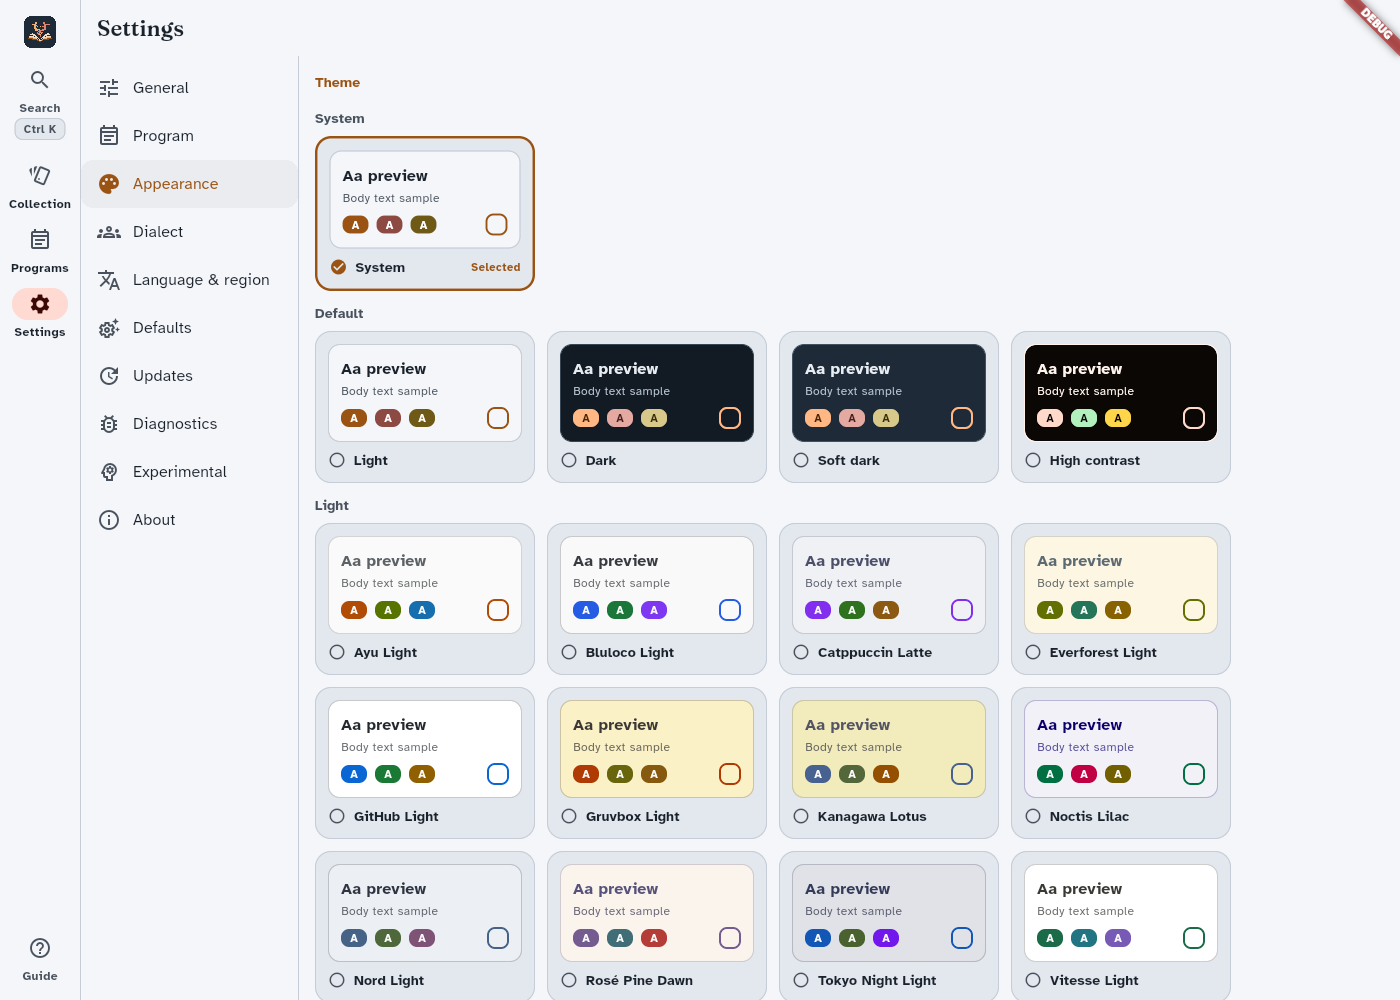 Settings
DEBUG
Search
Ctrl K
Collection
Programs
Settings
Guide
General
Program
Appearance
Dialect
Language & region
Defaults
Updates
Diagnostics
Experimental
About
Theme
System
Aa preview
Body text sample
A A A
System Selected
Default
Aa preview
Body text sample
A A A
Light
Aa preview
Body text sample
A A A
Dark
Aa preview
Body text sample
A A A
Soft dark
Aa preview
Body text sample
A A A
High contrast
Light
Aa preview
Body text sample
A A A
Ayu Light
Aa preview
Body text sample
A A A
Bluloco Light
Aa preview
Body text sample
A A A
Catppuccin Latte
Aa preview
Body text sample
A A A
Everforest Light
Aa preview
Body text sample
A A A
GitHub Light
Aa preview
Body text sample
A A A
Gruvbox Light
Aa preview
Body text sample
A A A
Kanagawa Lotus
Aa preview
Body text sample
A A A
Noctis Lilac
Aa preview
Body text sample
A A A
Nord Light
Aa preview
Body text sample
A A A
Rosé Pine Dawn
Aa preview
Body text sample
A A A
Tokyo Night Light
Aa preview
Body text sample
A A A
Vitesse Light